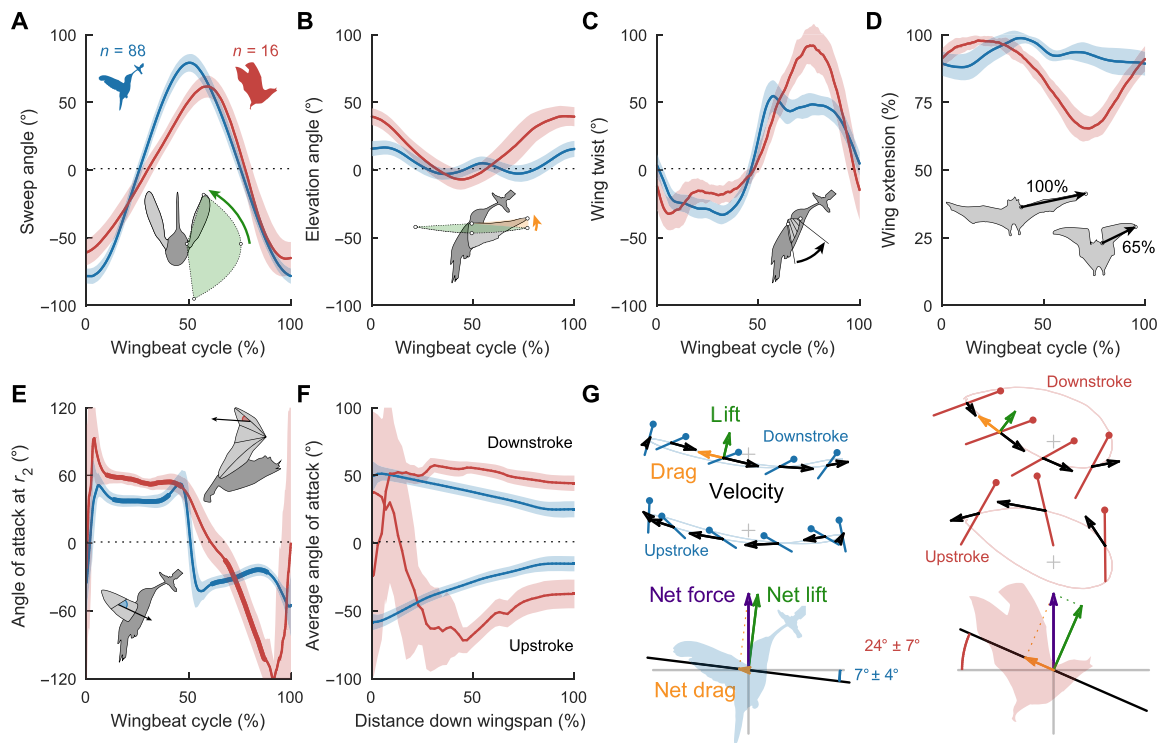 A
n = 88
n = 16
100
50
0
−50
−100
Sweep angle (°)
0
50
100
Wingbeat cycle (%)
B
100
50
0
−50
−100
Elevation angle (°)
0
50
100
Wingbeat cycle (%)
C
100
50
0
−50
−100
Wing twist (°)
0
50
100
Wingbeat cycle (%)
D
100
75
50
25
0
Wing extension (%)
100%
65%
0
50
100
Wingbeat cycle (%)
E
120
60
0
−60
−120
Angle of attack at r2 (°)
0
50
100
Wingbeat cycle (%)
F
100
50
0
−50
−100
Average angle of attack (°)
Downstroke
Upstroke
0
50
100
Distance down wingspan (%)
G
Lift
Downstroke
Drag
Velocity
Upstroke
Downstroke
Upstroke
Net force
Net lift
Net drag
24° ± 7°
7° ± 4°